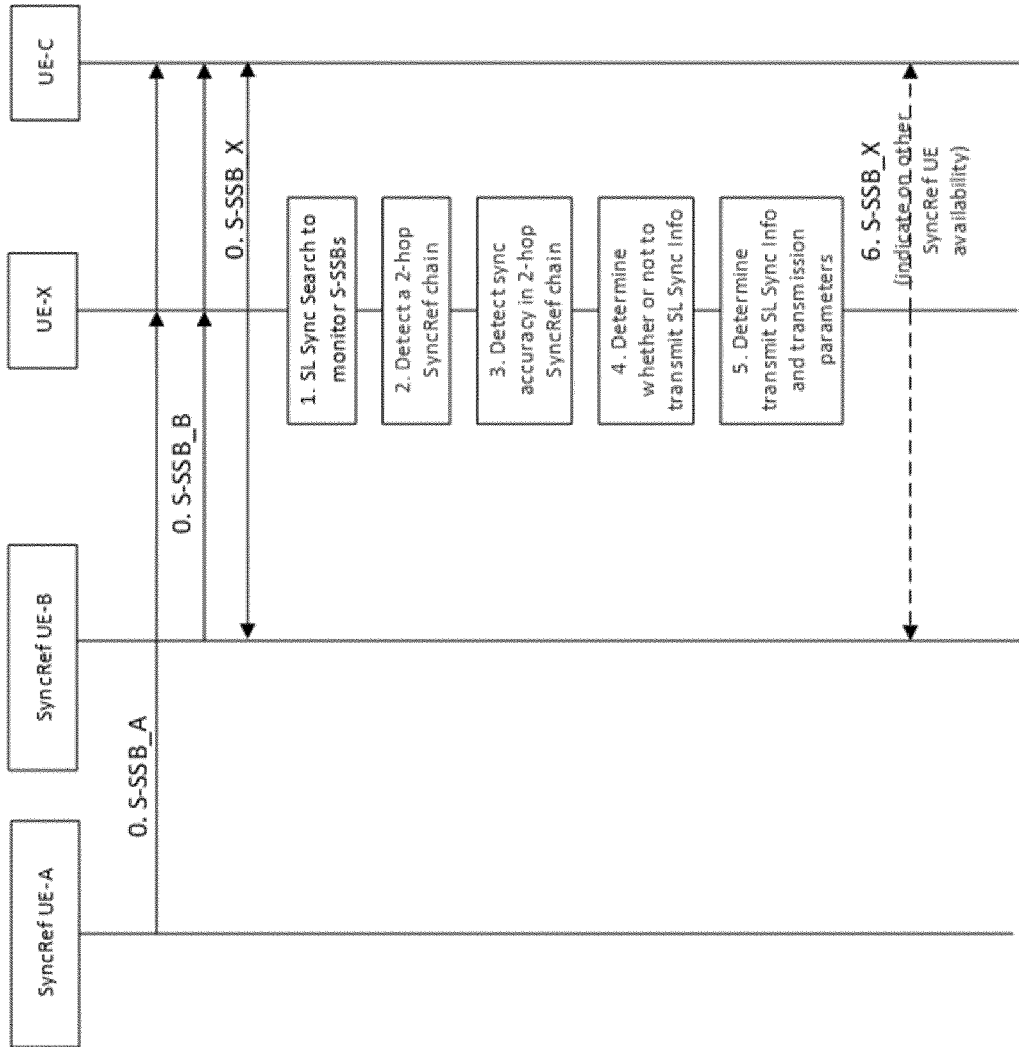 SyncRef UE-A
SyncRef UE-B
UE-X
UE-C
0. S-SSB_A
0. S-SSB_B
0. S-SSB_X
1. SL Sync Search to
monitor S-SSBs
2. Detect a 2-hop
SyncRef chain
3. Detect sync
accuracy in 2-hop
SyncRef chain
4. Determine
whether or not to
transmit SL Sync Info
5. Determine
transmit SL Sync Info
and transmission
parameters
6. S-SSB_X
(indicate on other
SyncRef UE
availability)